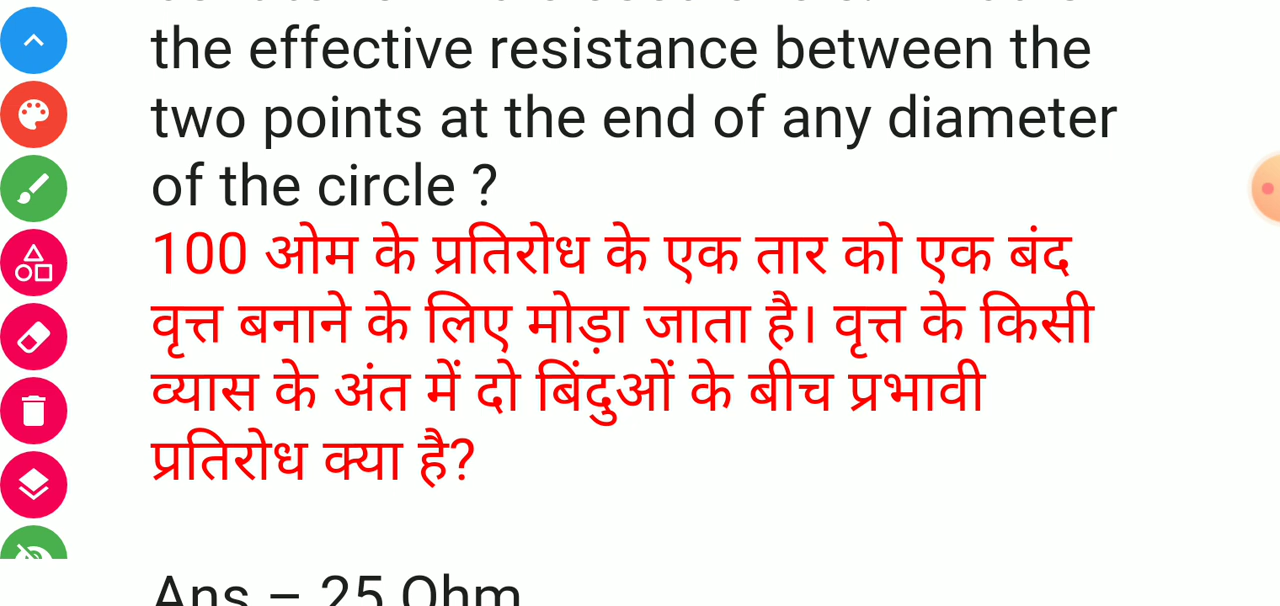 the effective resistance between the
two points at the end of any diameter
of the circle ?
100 ओम के प्रतिरोध के एक तार को एक बंद
वृत्त बनाने के लिए मोड़ा जाता है। वृत्त के किसी
व्यास के अंत में दो बिंदुओं के बीच प्रभावी
प्रतिरोध क्या है?
Ans – 25 Ohm